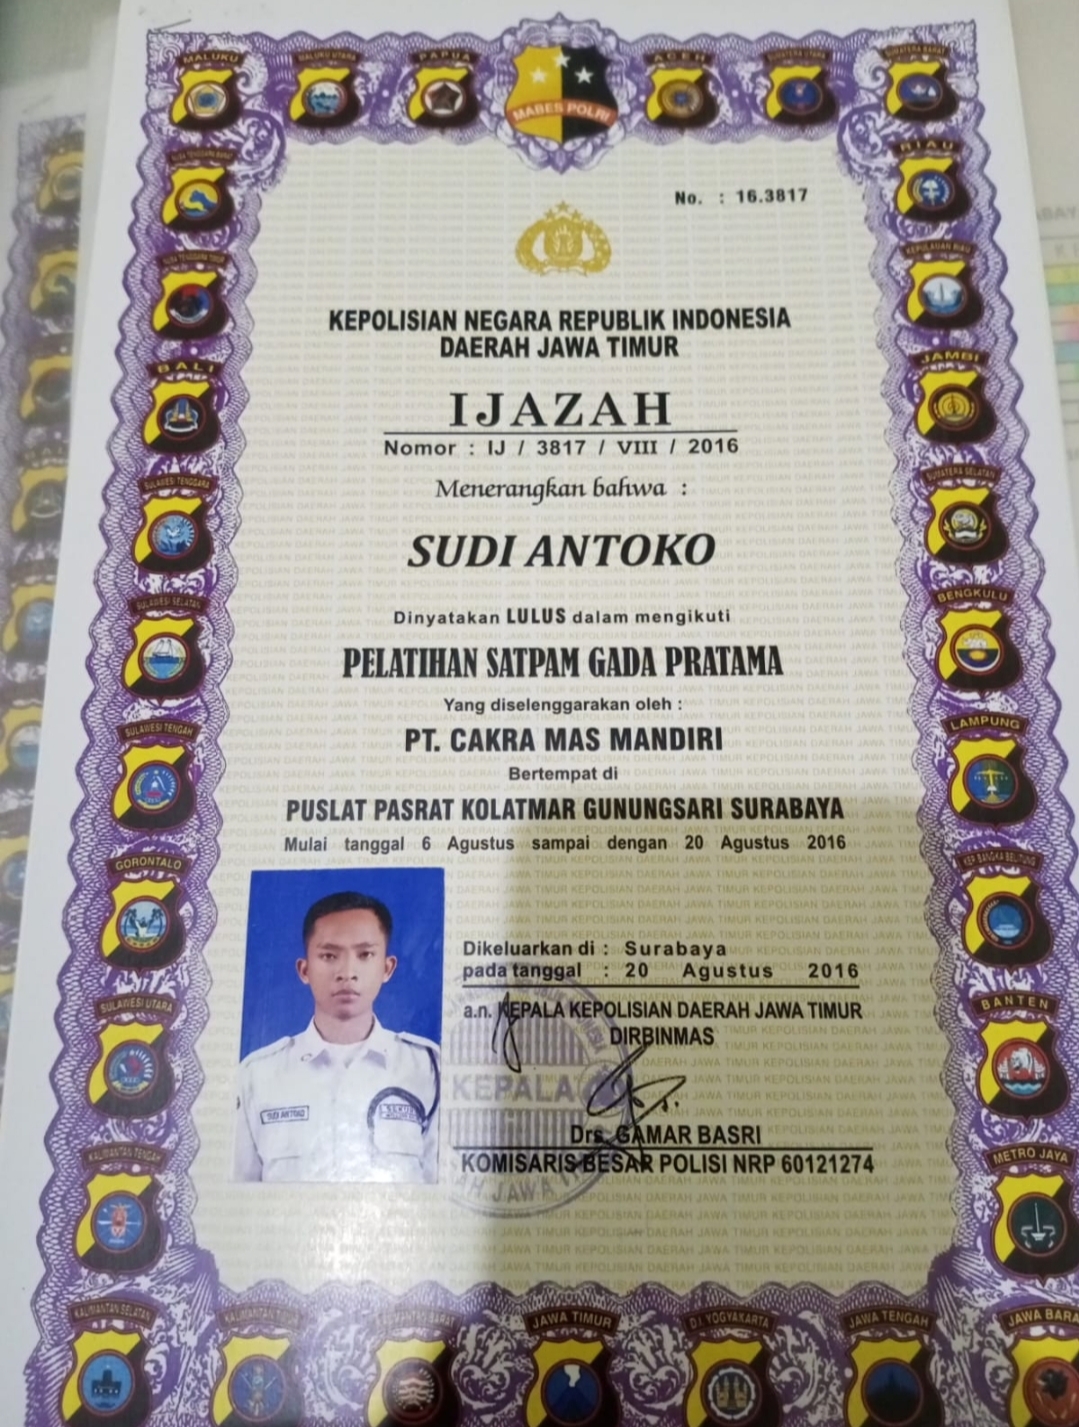 MALUKU
MALUKU UTARA
PAPUA
MABES POLRI
ACEH
SUMATERA UTARA
SUMATERA BARAT
NUSA TENGGARA BARAT
RIAU
No. : 16.3817
NUSA TENGGARA TIMUR
KEPULAUAN RIAU
KEPOLISIAN NEGARA REPUBLIK INDONESIA
DAERAH JAWA TIMUR
BALI
JAMBI
IJAZAH
Nomor : IJ / 3817 / VIII / 2016
Menerangkan bahwa :
SULAWESI TENGGARA
SUMATERA SELATAN
SUDI ANTOKO
SULAWESI SELATAN
BENGKULU
Dinyatakan LULUS dalam mengikuti
PELATIHAN SATPAM GADA PRATAMA
Yang diselenggarakan oleh :
SULAWESI TENGAH
LAMPUNG
PT. CAKRA MAS MANDIRI
Bertempat di
PUSLAT PASRAT KOLATMAR GUNUNGSARI SURABAYA
Mulai tanggal 6 Agustus sampai dengan 20 Agustus 2016
GORONTALO
KEP. BANGKA BELITUNG
Dikeluarkan di : Surabaya
pada tanggal : 20 Agustus 2016
SULAWESI UTARA
BANTEN
a.n. KEPALA KEPOLISIAN DAERAH JAWA TIMUR
DIRBINMAS
KEPALA
SUDI ANTOKO
Drs. GAMAR BASRI
KOMISARIS BESAR POLISI NRP 60121274
KALIMANTAN TENGAH
METRO JAYA
KALIMANTAN SELATAN
JAWA TIMUR
D.I. YOGYAKARTA
JAWA TENGAH
JAWA BARA